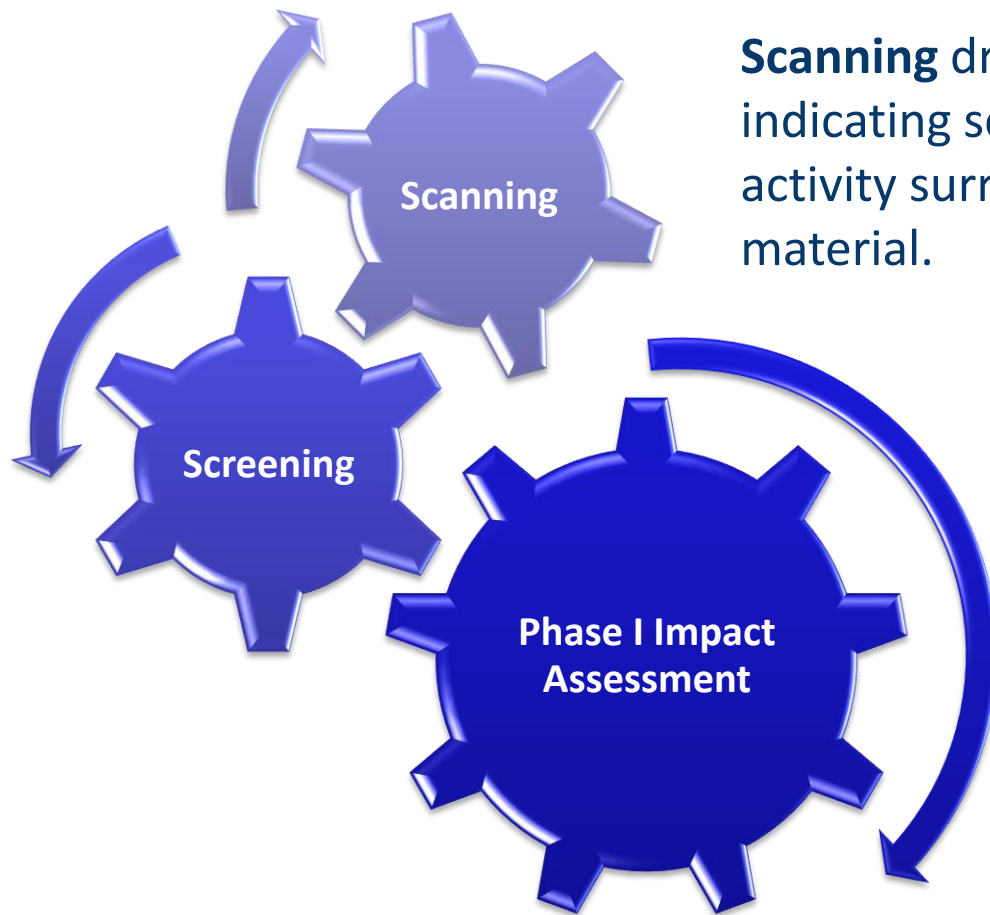 Scanning
indicating
activity
material.
Scanning
Screening
Phase I Impact
Assessment